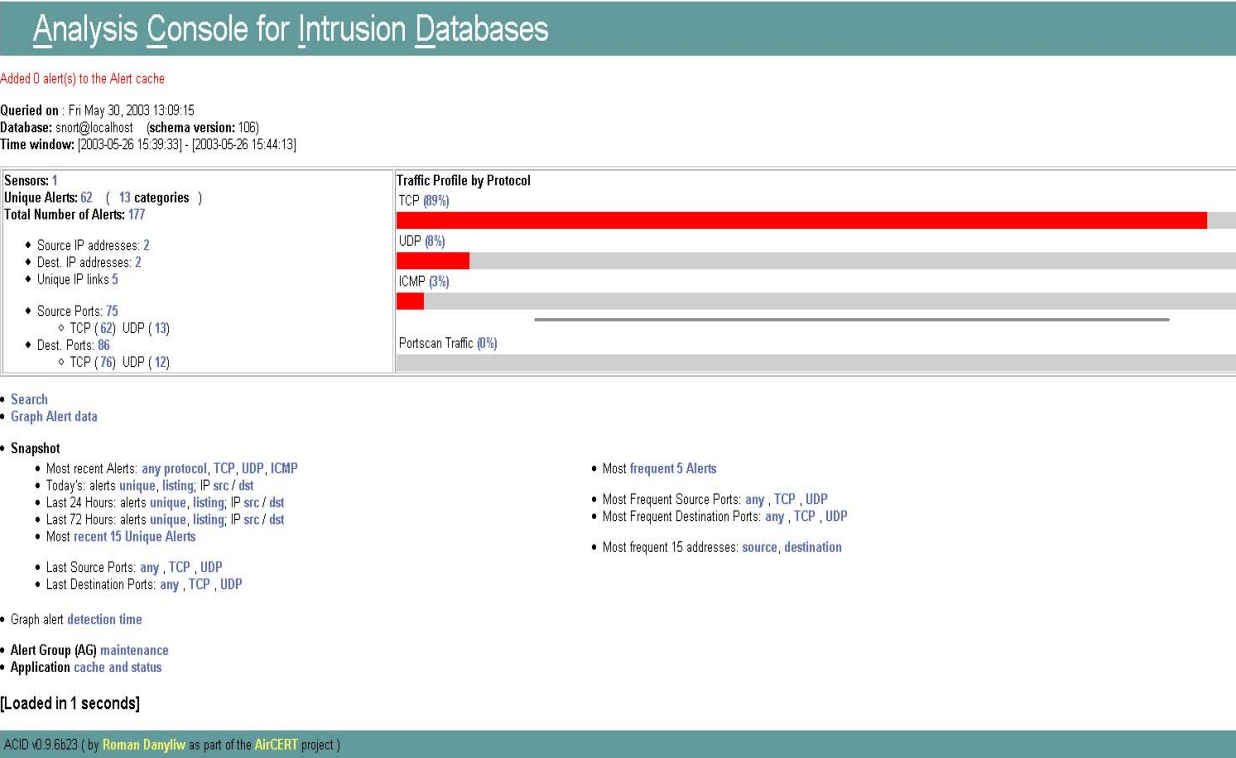 Analysis Console for Intrusion Databases
Added 0 alert(s) to the Alert cache
Queried on : Fri May 30, 2003 13:09:15
Database: snort@localhost (schema version: 106)
Time window: [2003-05-26 15:39:33] - [2003-05-26 15:44:13]
Sensors: 1
Unique Alerts: 62 ( 13 categories )
Total Number of Alerts: 177
Source IP addresses: 2
Dest. IP addresses: 2
Unique IP links 5
Source Ports: 75
TCP ( 62) UDP ( 13)
Dest. Ports: 86
TCP ( 76) UDP ( 12)
Traffic Profile by Protocol
TCP (89%)
UDP (8%)
ICMP (3%)
Portscan Traffic (0%)
Search
Graph Alert data
Snapshot
Most recent Alerts: any protocol, TCP, UDP, ICMP
Today's: alerts unique, listing; IP src / dst
Last 24 Hours: alerts unique, listing; IP src / dst
Last 72 Hours: alerts unique, listing; IP src / dst
Most recent 15 Unique Alerts
Last Source Ports: any , TCP , UDP
Last Destination Ports: any , TCP , UDP
Most frequent 5 Alerts
Most Frequent Source Ports: any , TCP , UDP
Most Frequent Destination Ports: any , TCP , UDP
Most frequent 15 addresses: source, destination
Graph alert detection time
Alert Group (AG) maintenance
Application cache and status
[Loaded in 1 seconds]
ACID v0.9.6b23 ( by Roman Danyliw as part of the AirCERT project )